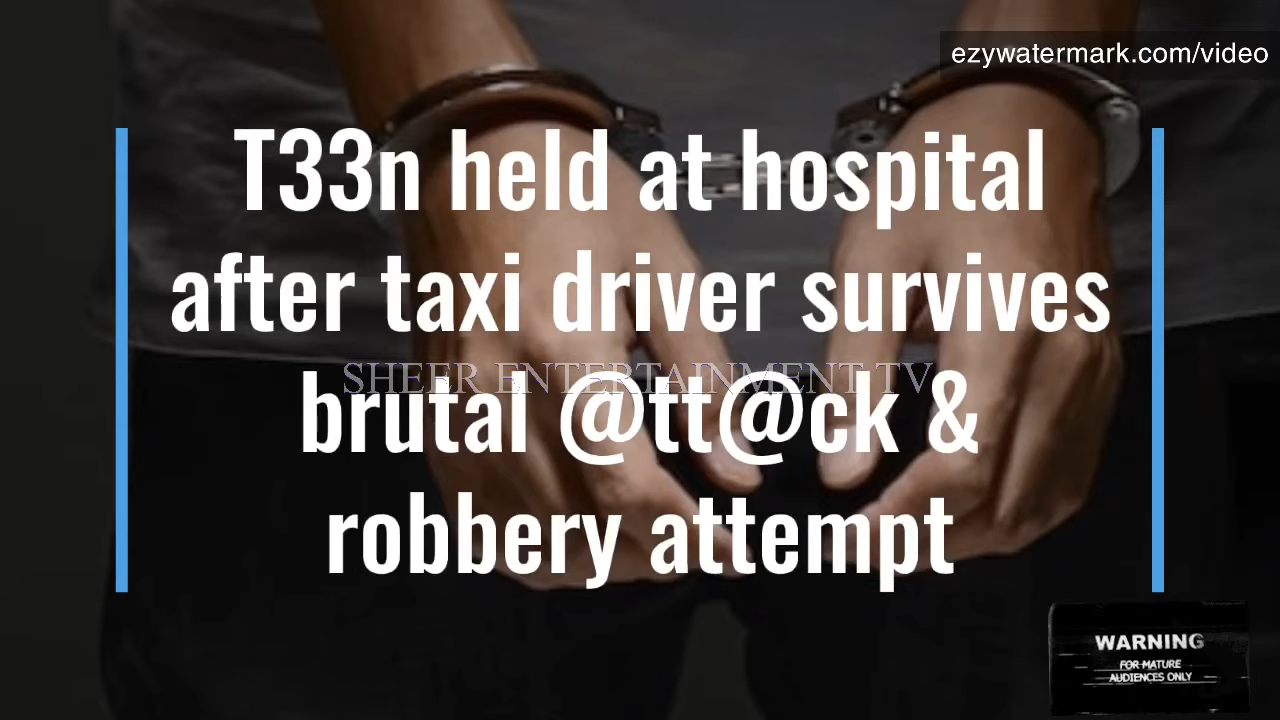 ezywatermark.com/video
T33n held at hospital
after taxi driver survives
SHEER ENTERTAINMENT TV
brutal @tt@ck &
robbery attempt
WARNING
FOR MATURE
AUDIENCES ONLY